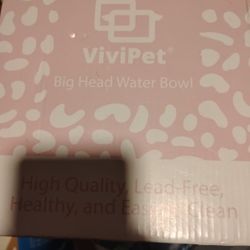 ViviPet®
Big Head Water Bowl
High Quality, Lead-Free,
Healthy, and Easy to Clean